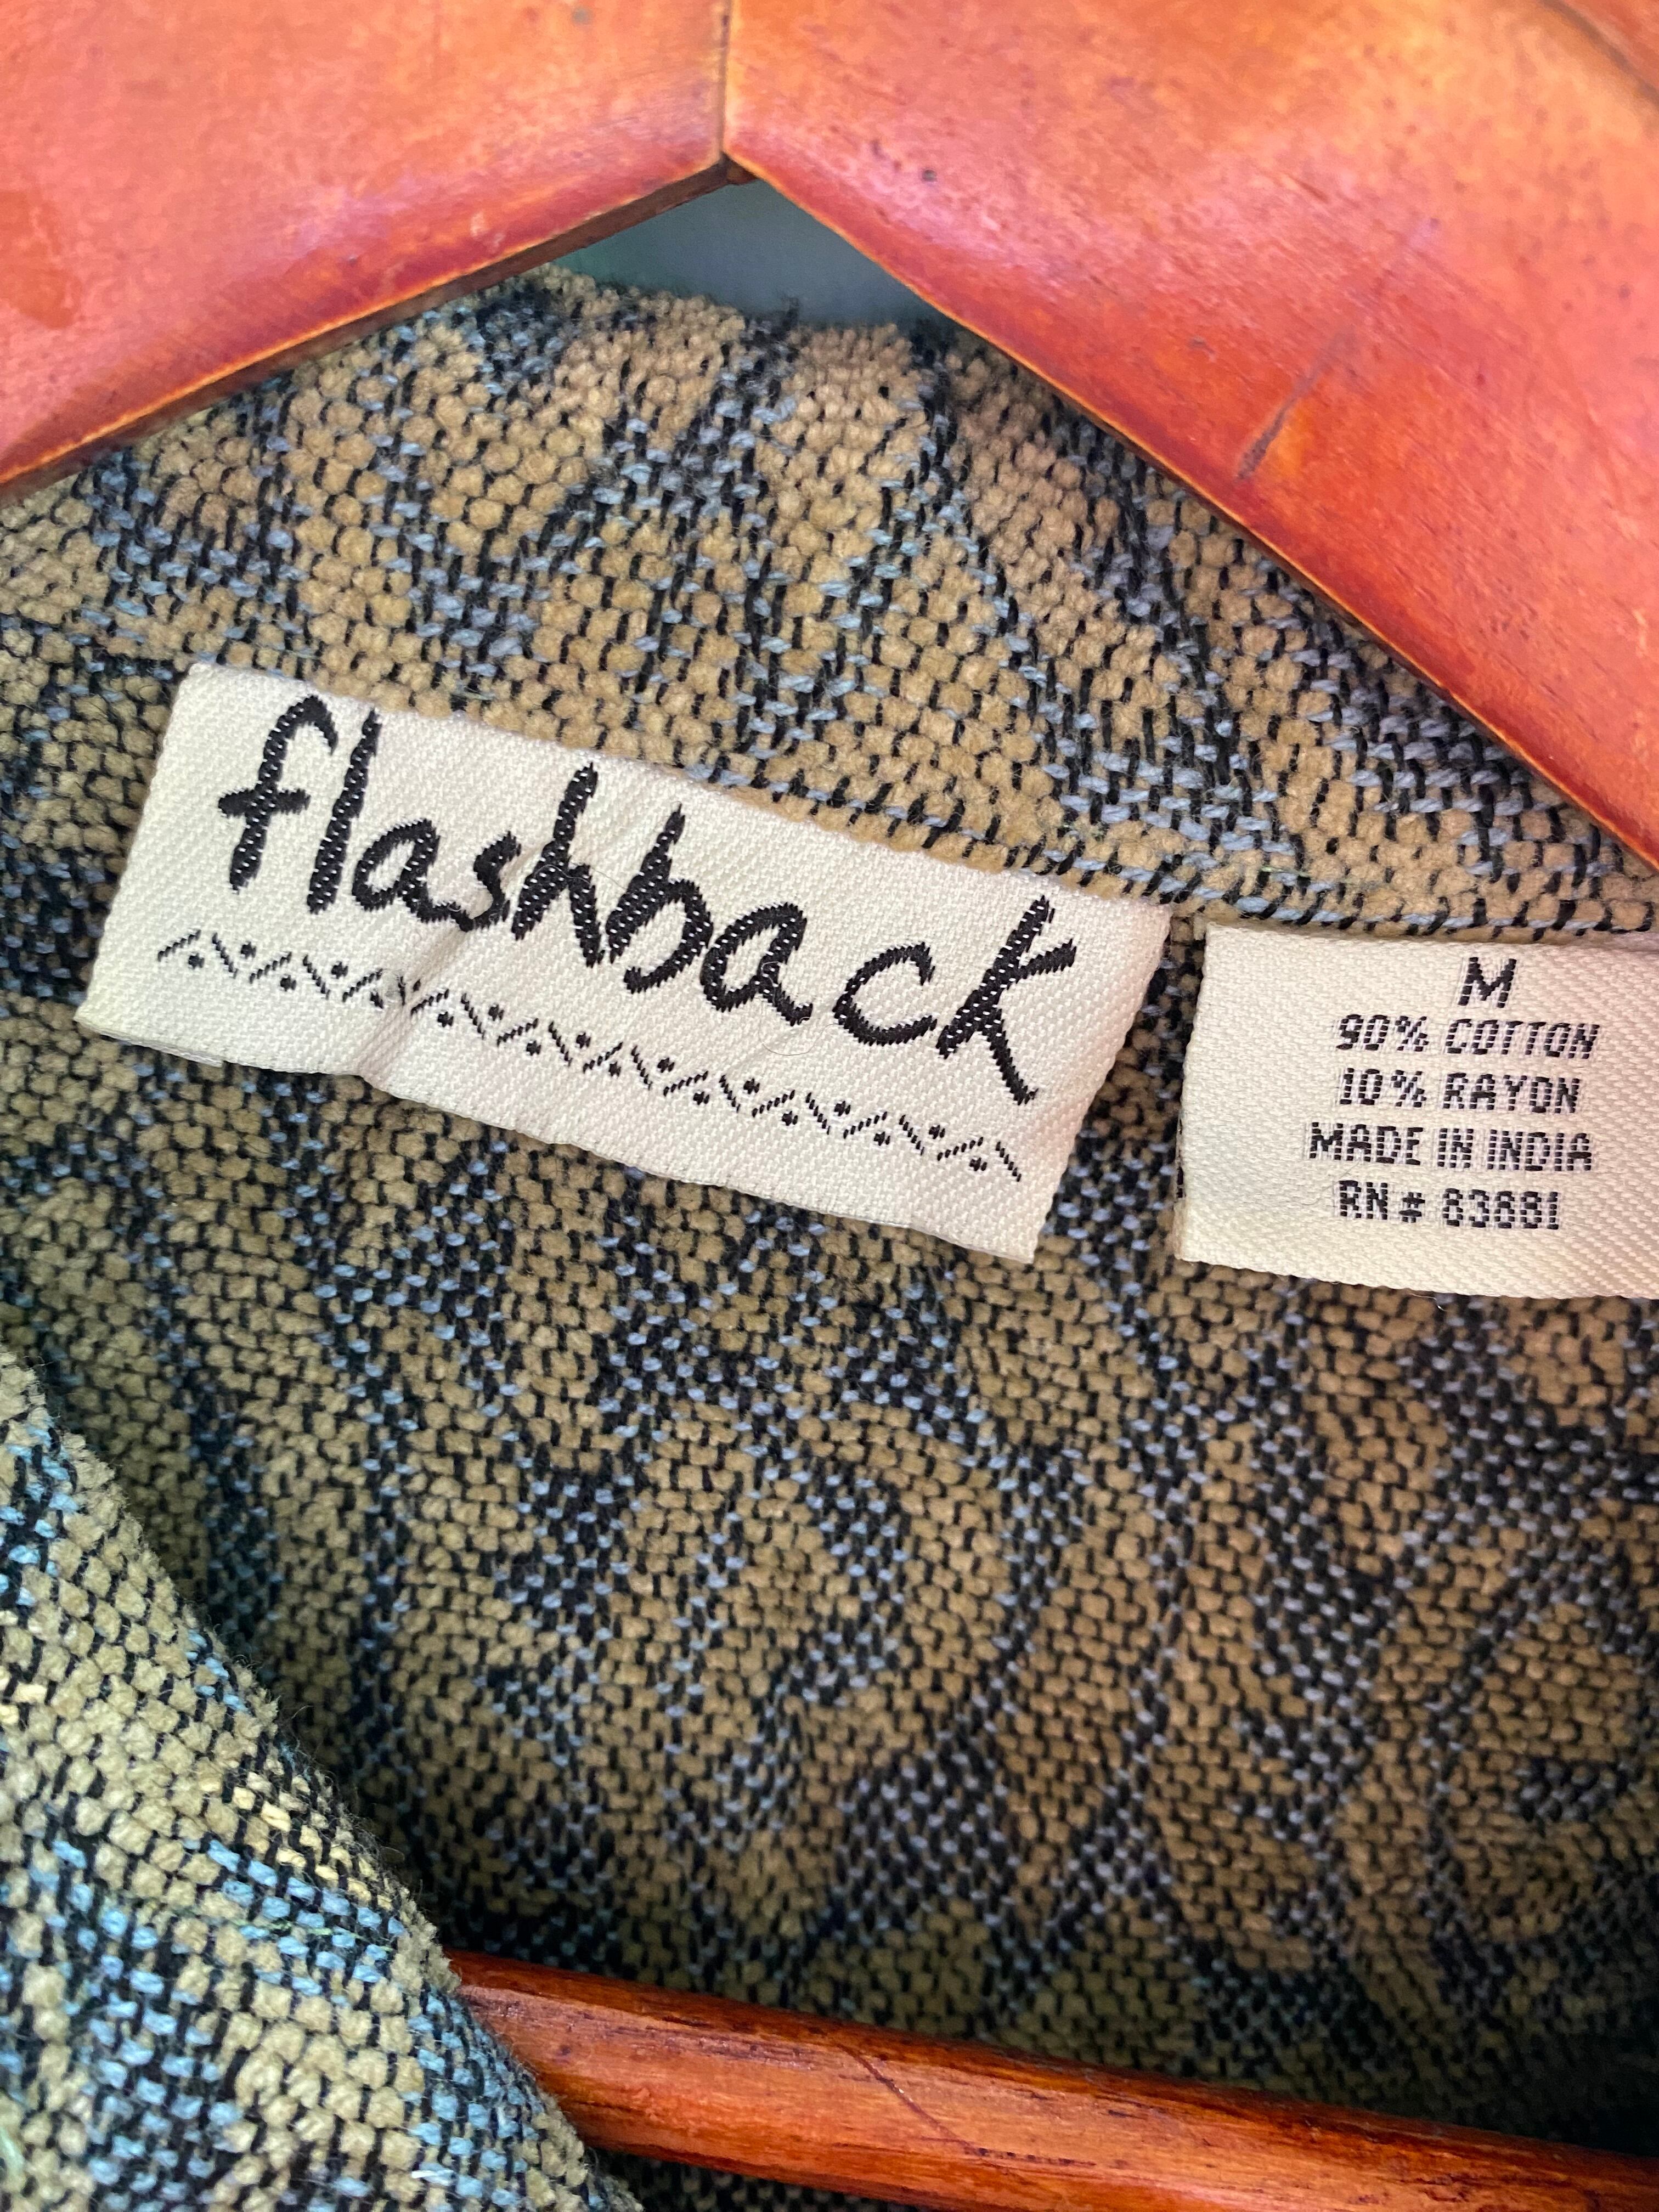 flashback
M
90% COTTON
10% RAYON
MADE IN INDIA
RN# 83881